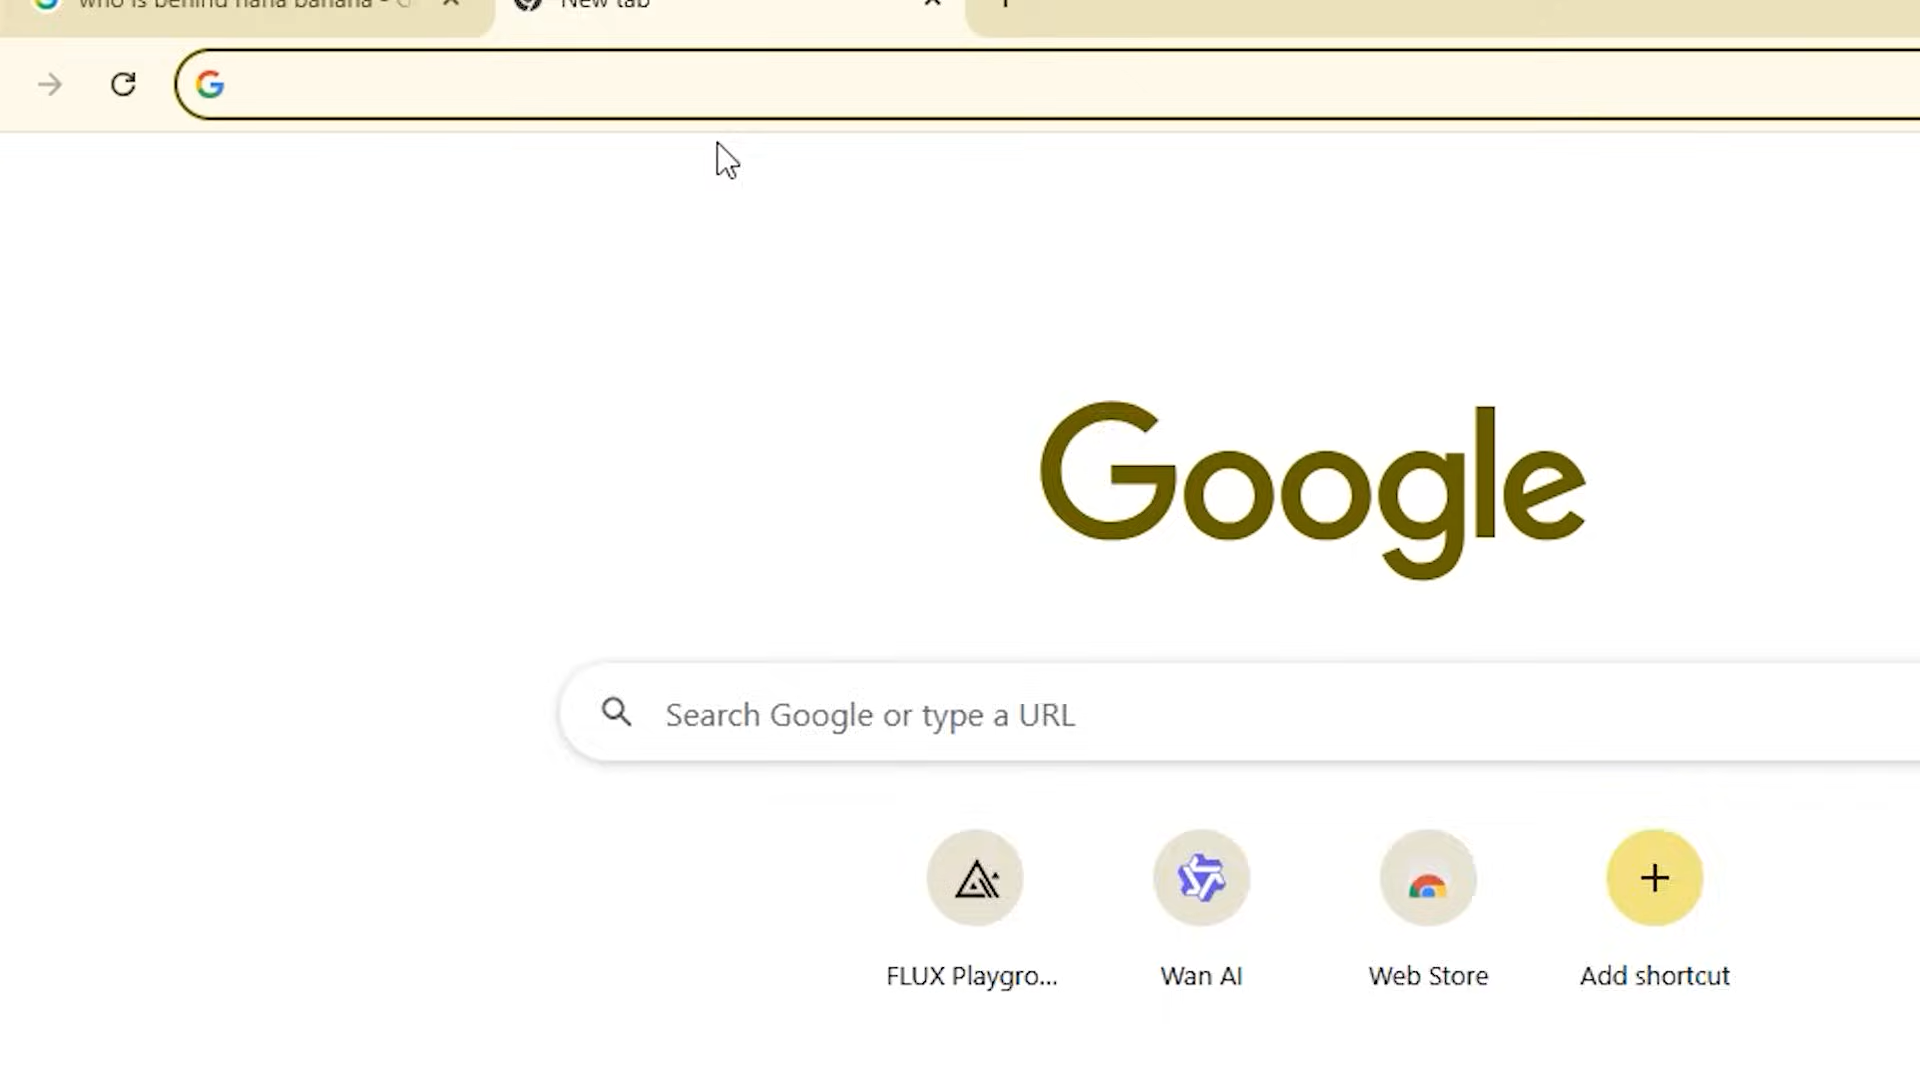 who is behind nana banana -
New tab
Google
Search Google or type a URL
FLUX Playgro...
Wan AI
Web Store
Add shortcut